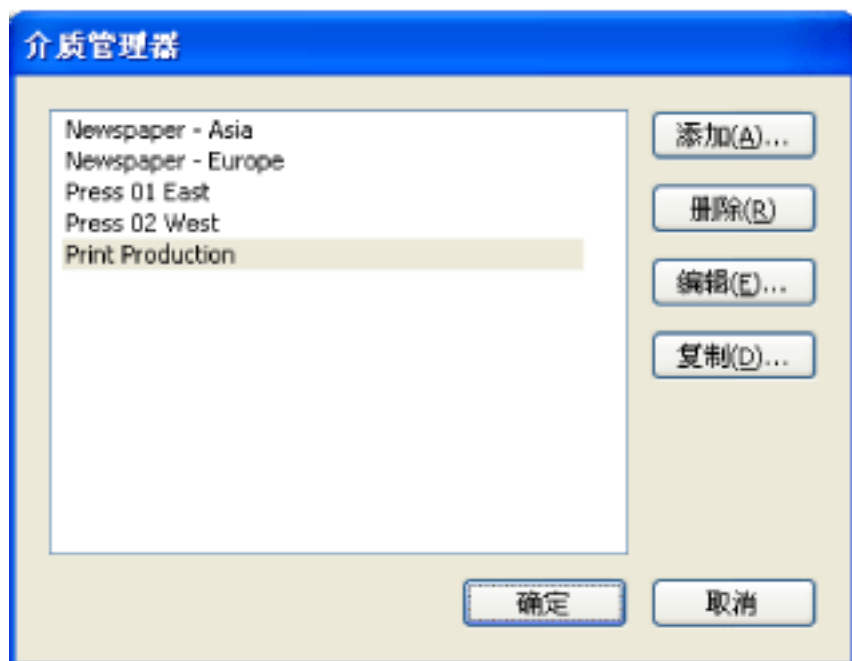 介质管理器
Newspaper - Asia
Newspaper - Europe
Press 01 East
Press 02 West
Print Production
添加(A)...
删除(R)
编辑(E)...
复制(D)...
确定
取消